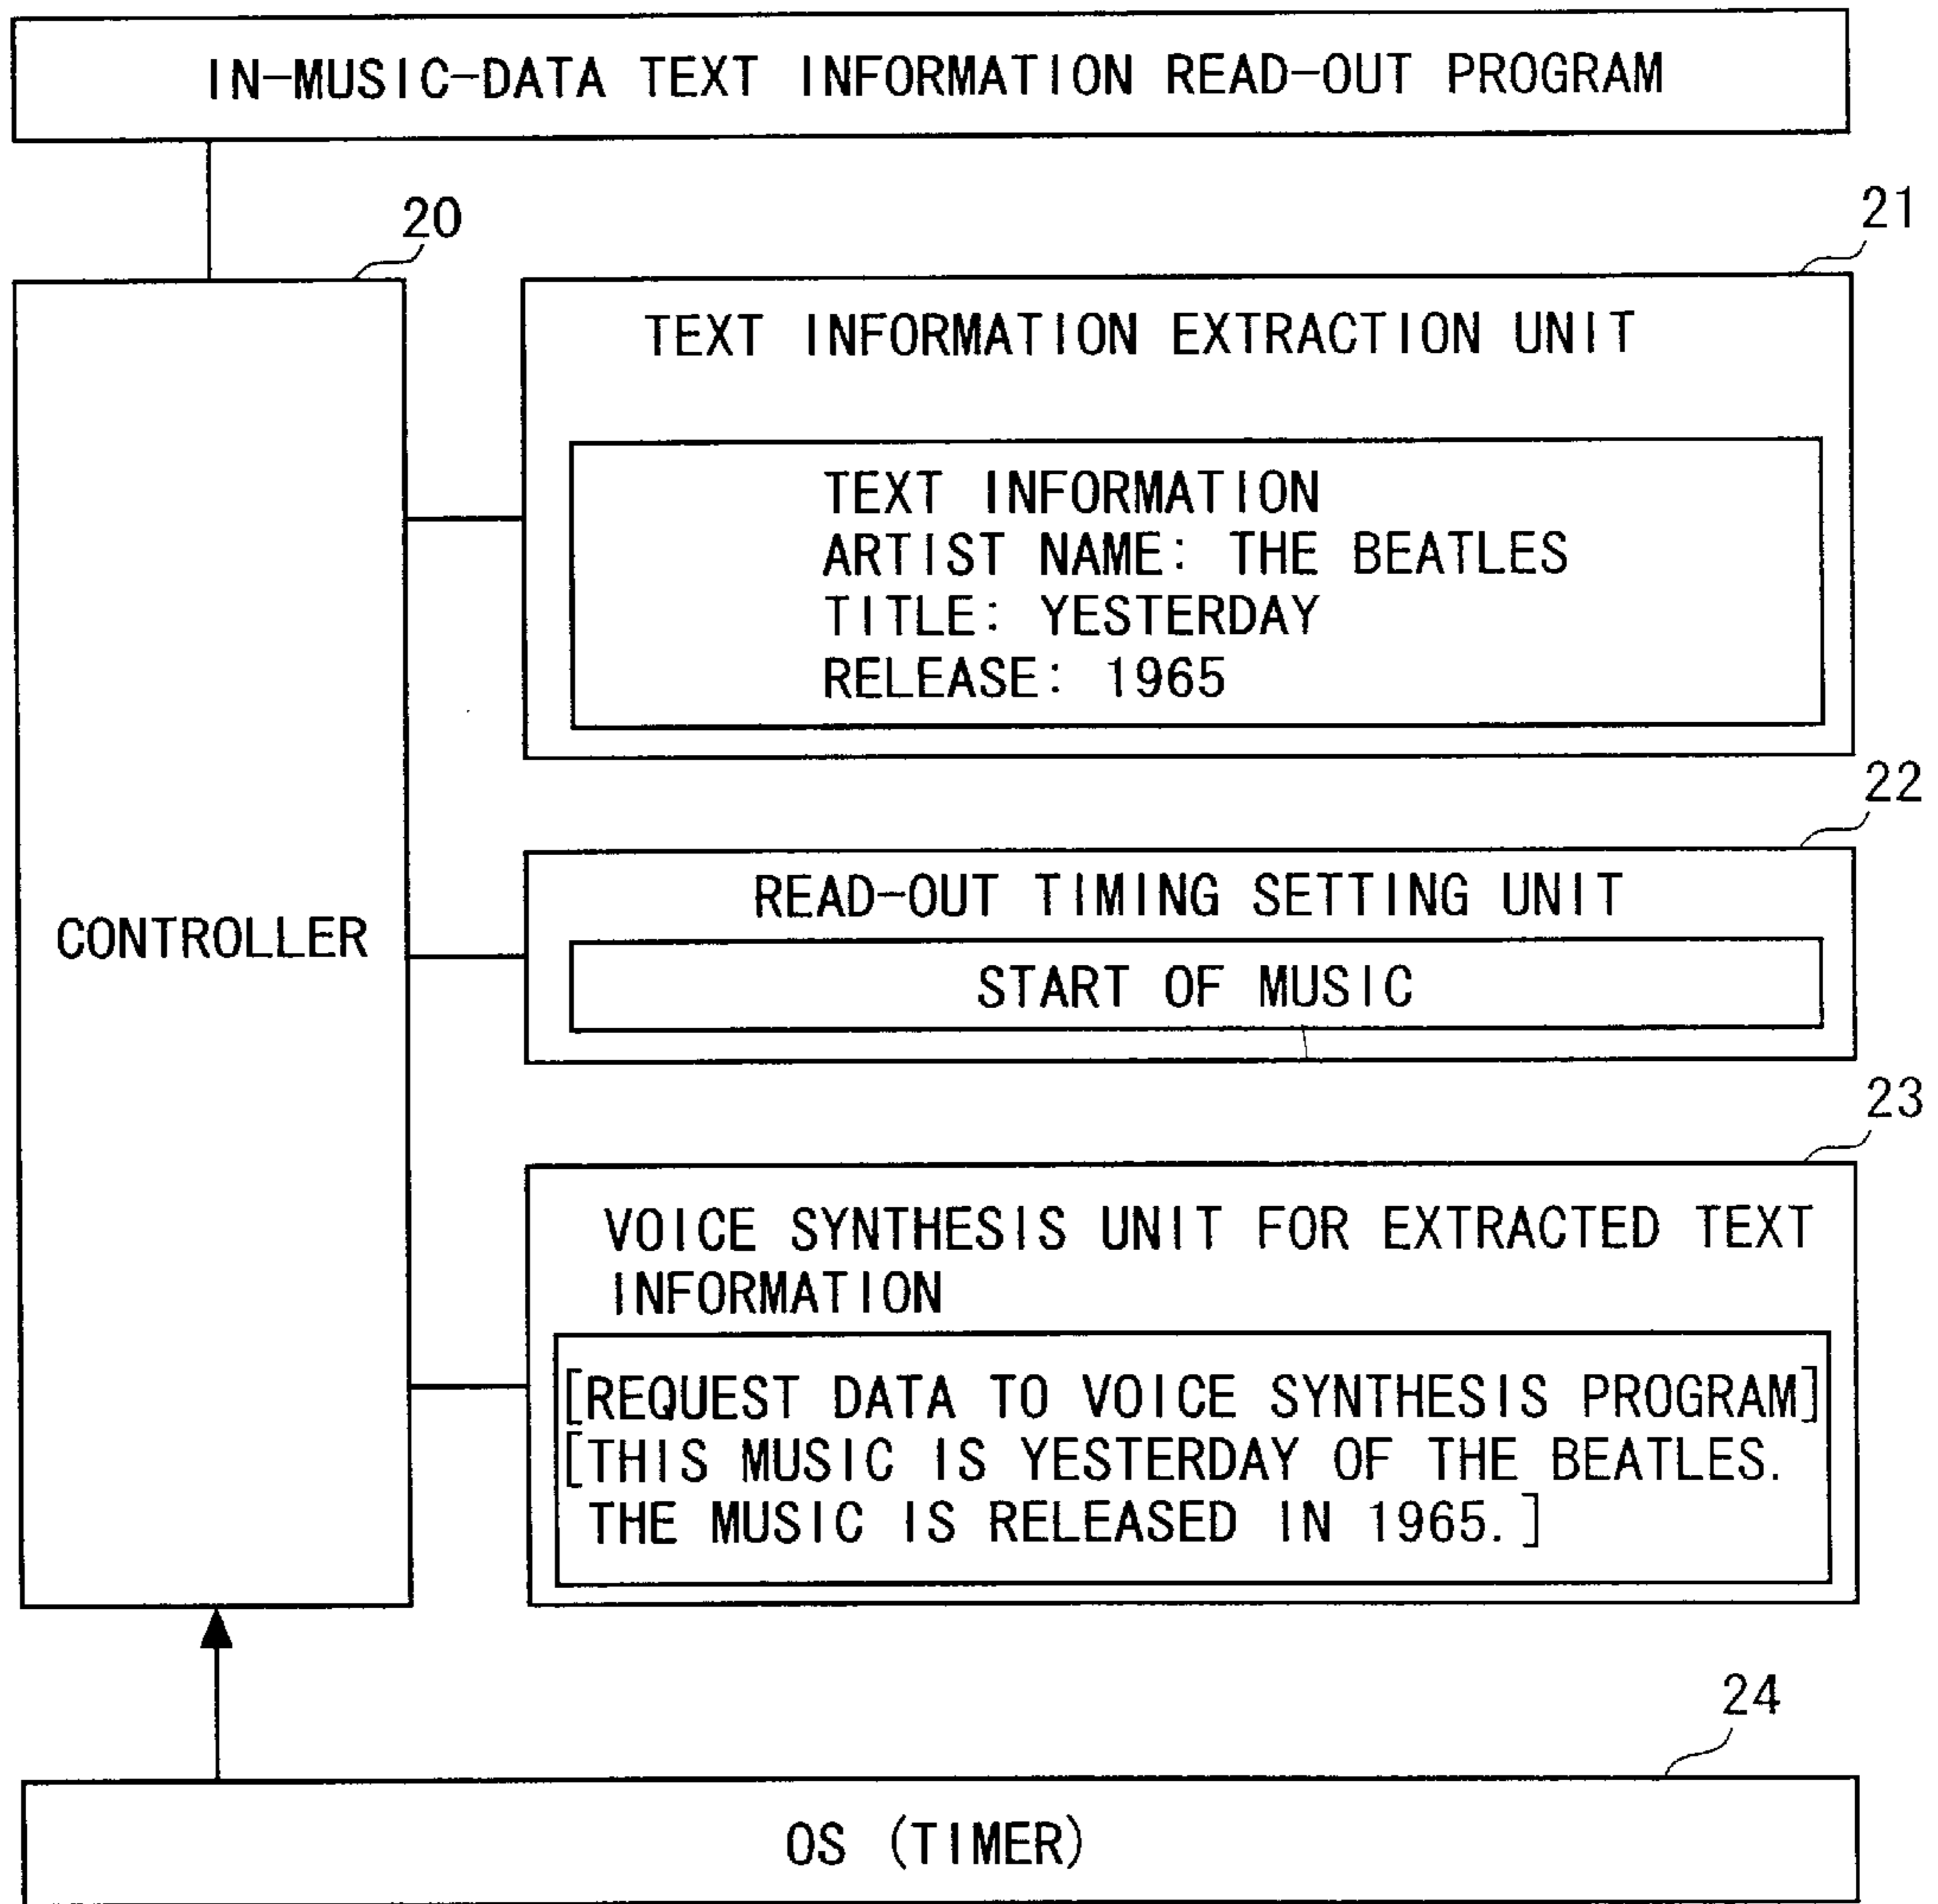 IN-MUSIC-DATA TEXT INFORMATION READ-OUT PROGRAM
20
21
TEXT INFORMATION EXTRACTION UNIT
TEXT INFORMATION
ARTIST NAME: THE BEATLES
TITLE: YESTERDAY
RELEASE: 1965
22
READ-OUT TIMING SETTING UNIT
CONTROLLER
START OF MUSIC
23
VOICE SYNTHESIS UNIT FOR EXTRACTED TEXT
INFORMATION
[REQUEST DATA TO VOICE SYNTHESIS PROGRAM]
[THIS MUSIC IS YESTERDAY OF THE BEATLES.
THE MUSIC IS RELEASED IN 1965.]
24
OS (TIMER)